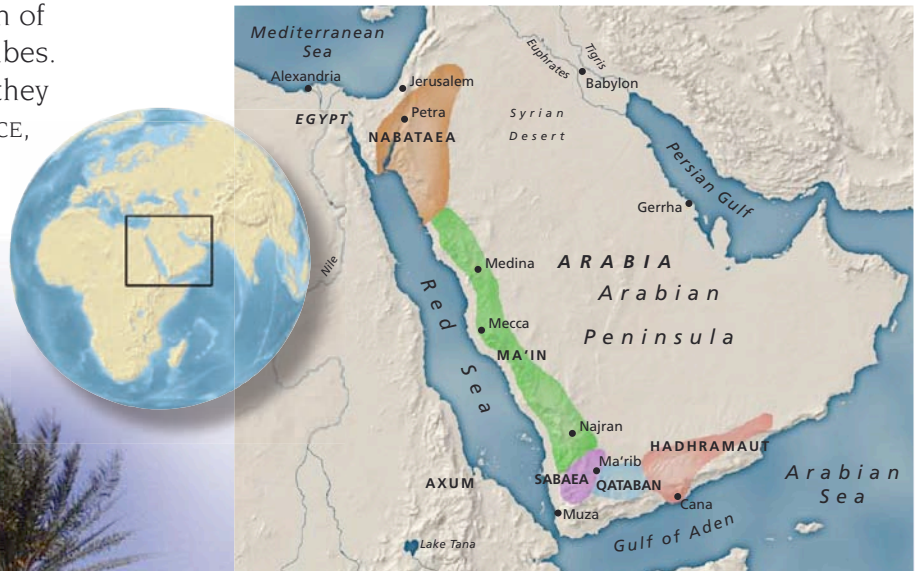 n of
bes.
they
CE,
Mediterranean
Sea
Alexandria
Jerusalem
EGYPT
Petra
NABATAEA
Euphrates
Tigris
Babylon
Syrian
Desert
Persian Gulf
Gerrha
Nile
Medina
ARABIA
Arabian
Peninsula
Red Sea
Mecca
MA'IN
Najran
HADHRAMAUT
Ma'rib
SABAEA
QATABAN
Cana
Arabian
Sea
AXUM
Muza
Gulf of Aden
Lake Tana